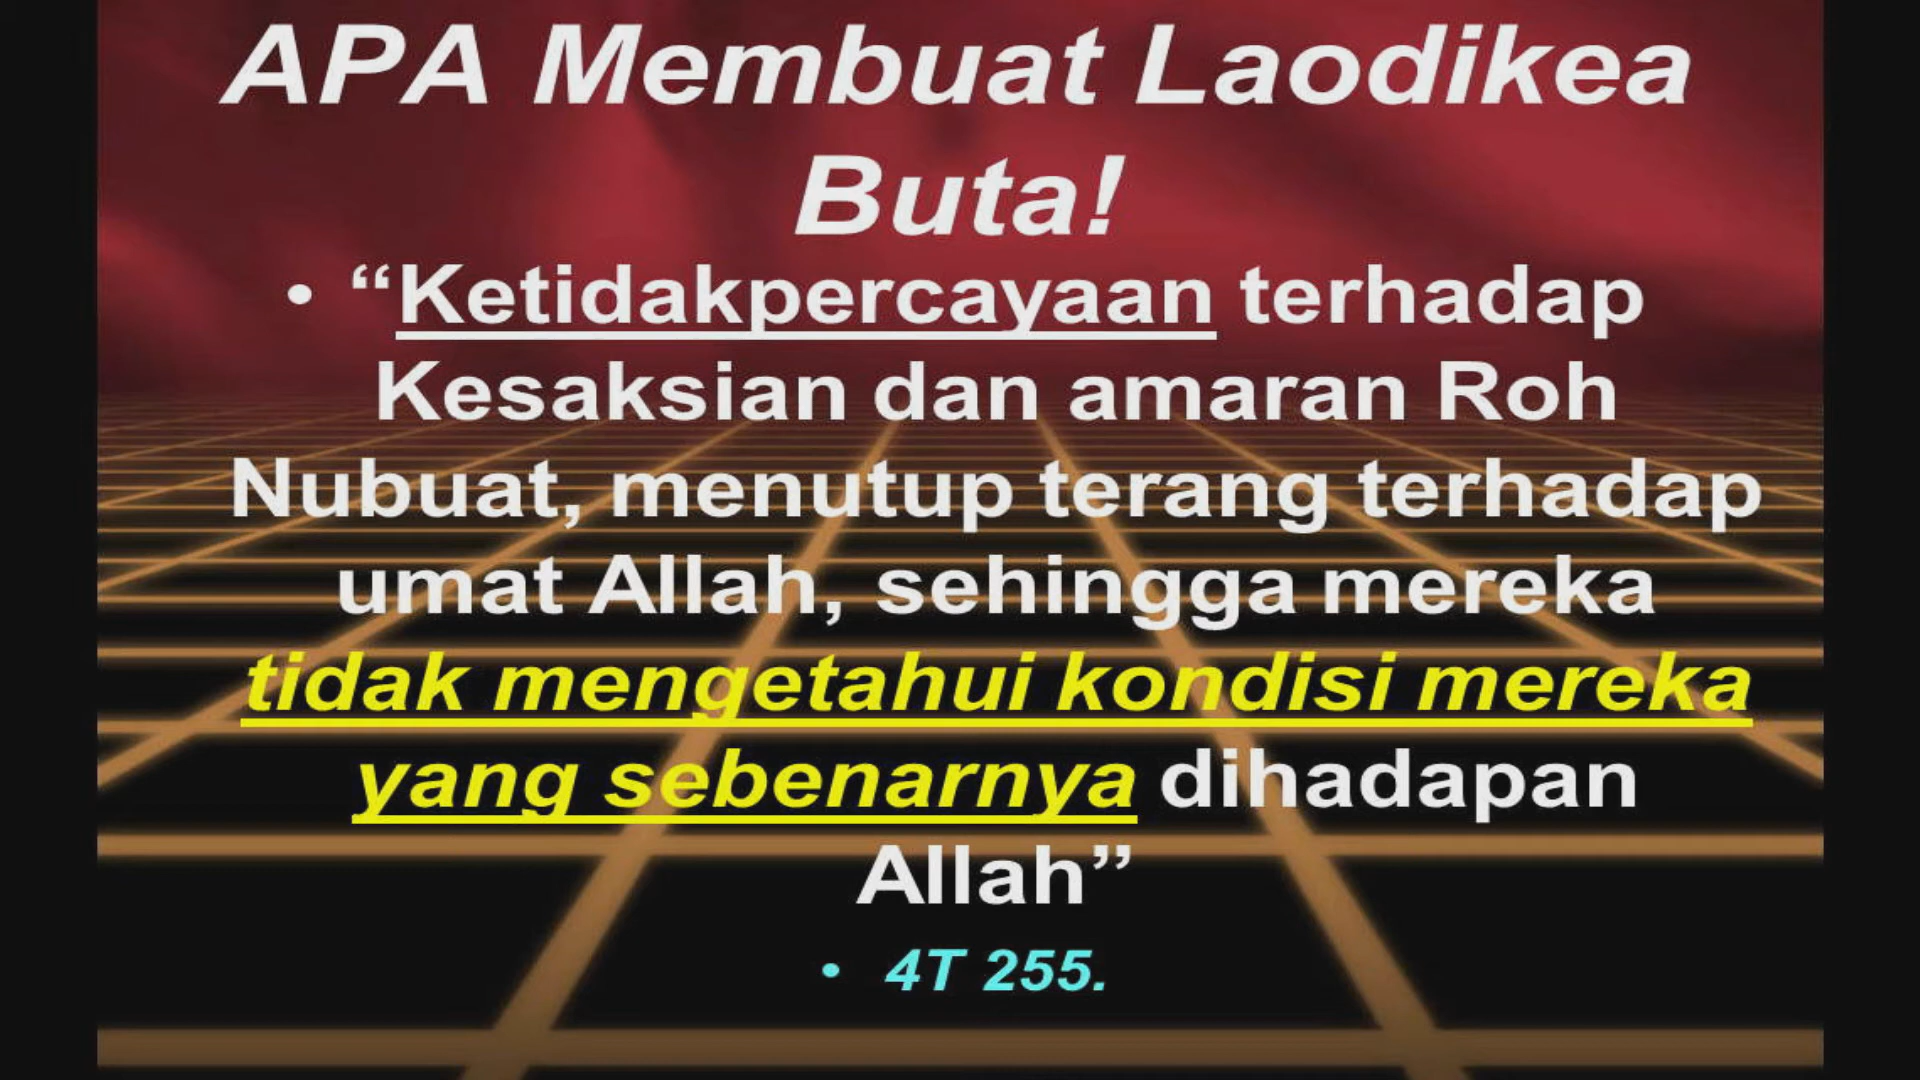 APA Membuat Laodikea
Buta!
• “Ketidakpercayaan terhadap
Kesaksian dan amaran Roh
Nubuat, menutup terang terhadap
umat Allah, sehingga mereka
tidak mengetahui kondisi mereka
yang sebenarnya dihadapan
Allah”
• 4T 255.